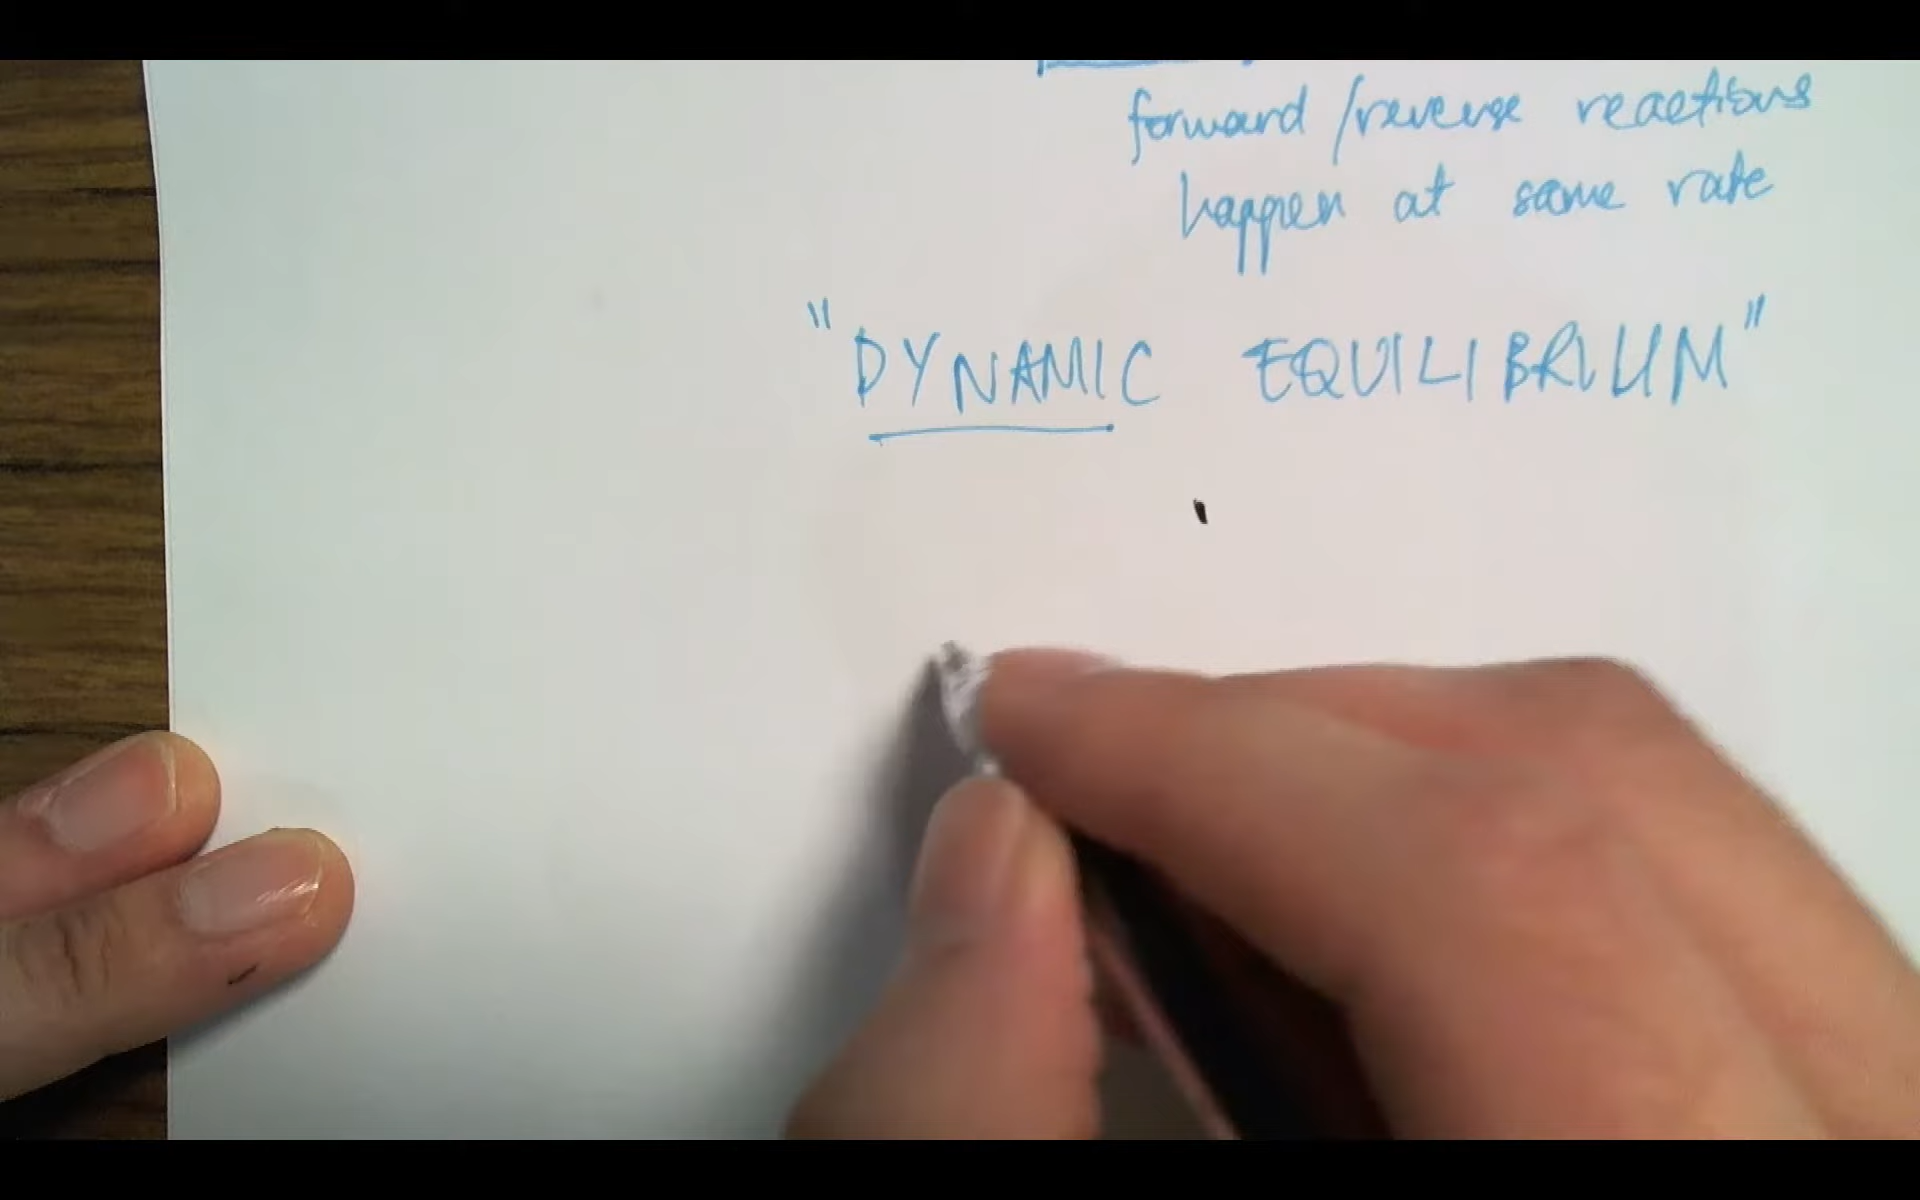 forward / reverse reactions
happen at same rate
"DYNAMIC EQUILIBRIUM"